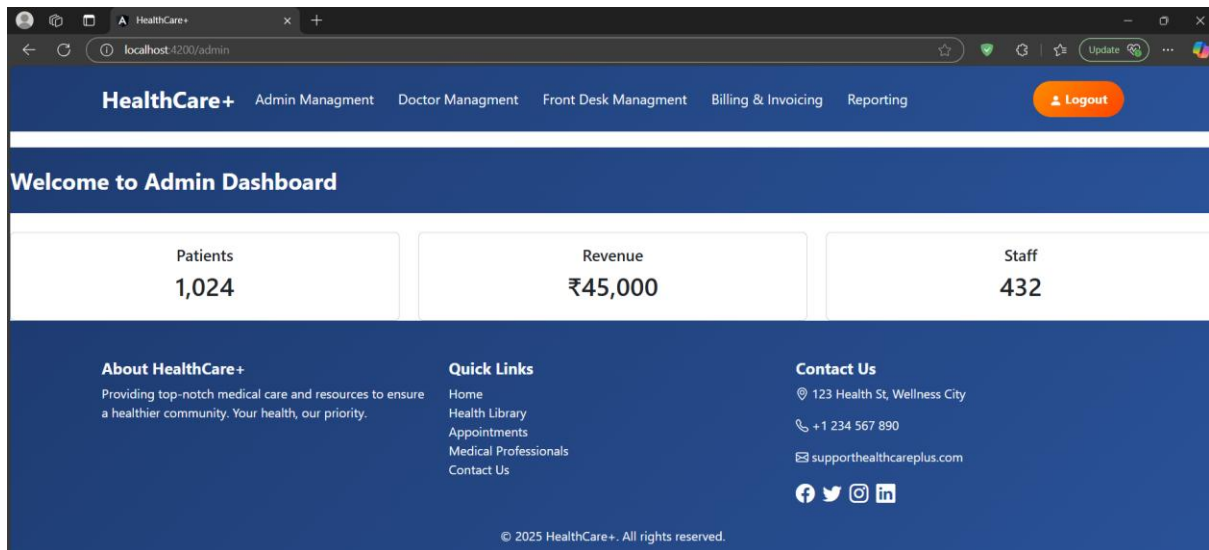 HealthCare+
localhost:4200/admin
Update
HealthCare+ Admin Managment Doctor Managment Front Desk Managment Billing & Invoicing Reporting Logout
Welcome to Admin Dashboard
Patients
1,024
Revenue
₹45,000
Staff
432
About HealthCare+
Providing top-notch medical care and resources to ensure
a healthier community. Your health, our priority.
Quick Links
Home
Health Library
Appointments
Medical Professionals
Contact Us
Contact Us
123 Health St, Wellness City
+1 234 567 890
supporthealthcareplus.com
© 2025 HealthCare+. All rights reserved.